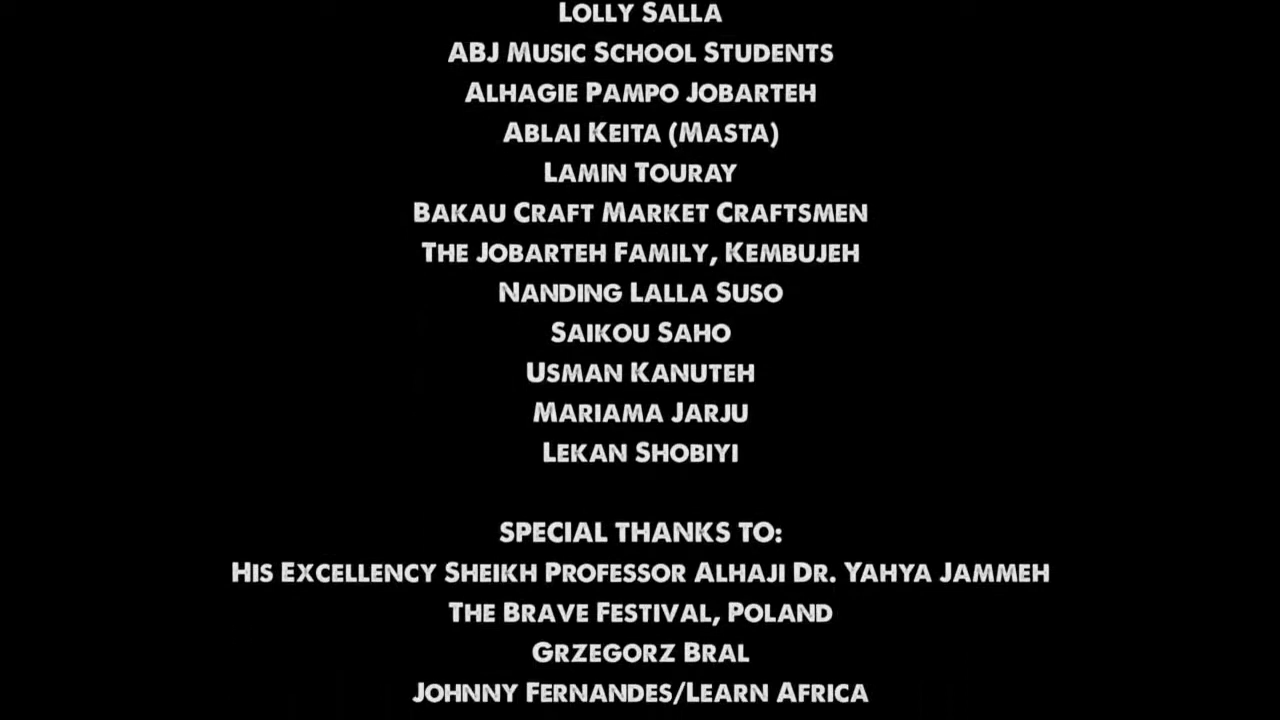 Lolly Salla
ABJ Music School Students
Alhagie Pampo Jobarteh
Ablai Keita (Masta)
Lamin Touray
Bakau Craft Market Craftsmen
The Jobarteh Family, Kembujeh
Nanding Lalla Suso
Saikou Saho
Usman Kanuteh
Mariama Jarju
Lekan Shobiyi
SPECIAL THANKS TO:
His Excellency Sheikh Professor Alhaji Dr. Yahya Jammeh
The Brave Festival, Poland
Grzegorz Bral
Johnny Fernandes/Learn Africa